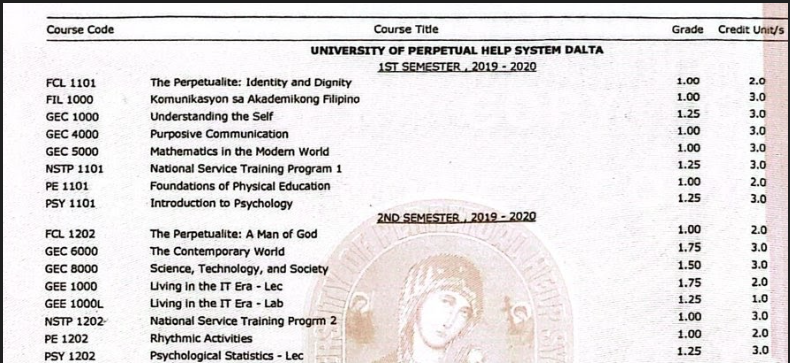 Course Code Course Title Grade Credit Unit/s
UNIVERSITY OF PERPETUAL HELP SYSTEM DALTA
1ST SEMESTER , 2019 - 2020
FCL 1101 The Perpetualite: Identity and Dignity 1.00 2.0
FIL 1000 Komunikasyon sa Akademikong Filipino 1.00 3.0
GEC 1000 Understanding the Self 1.25 3.0
GEC 4000 Purposive Communication 1.00 3.0
GEC 5000 Mathematics in the Modern World 1.00 3.0
NSTP 1101 National Service Training Program 1 1.25 3.0
PE 1101 Foundations of Physical Education 1.00 2.0
PSY 1101 Introduction to Psychology 1.25 3.0
2ND SEMESTER , 2019 - 2020
FCL 1202 The Perpetualite: A Man of God 1.00 2.0
GEC 6000 The Contemporary World 1.75 3.0
GEC 8000 Science, Technology, and Society 1.50 3.0
GEE 1000 Living in the IT Era - Lec 1.75 2.0
GEE 1000L Living in the IT Era - Lab 1.25 1.0
NSTP 1202 National Service Training Progrm 2 1.00 3.0
PE 1202 Rhythmic Activities 1.00 2.0
PSY 1202 Psychological Statistics - Lec 1.25 3.0